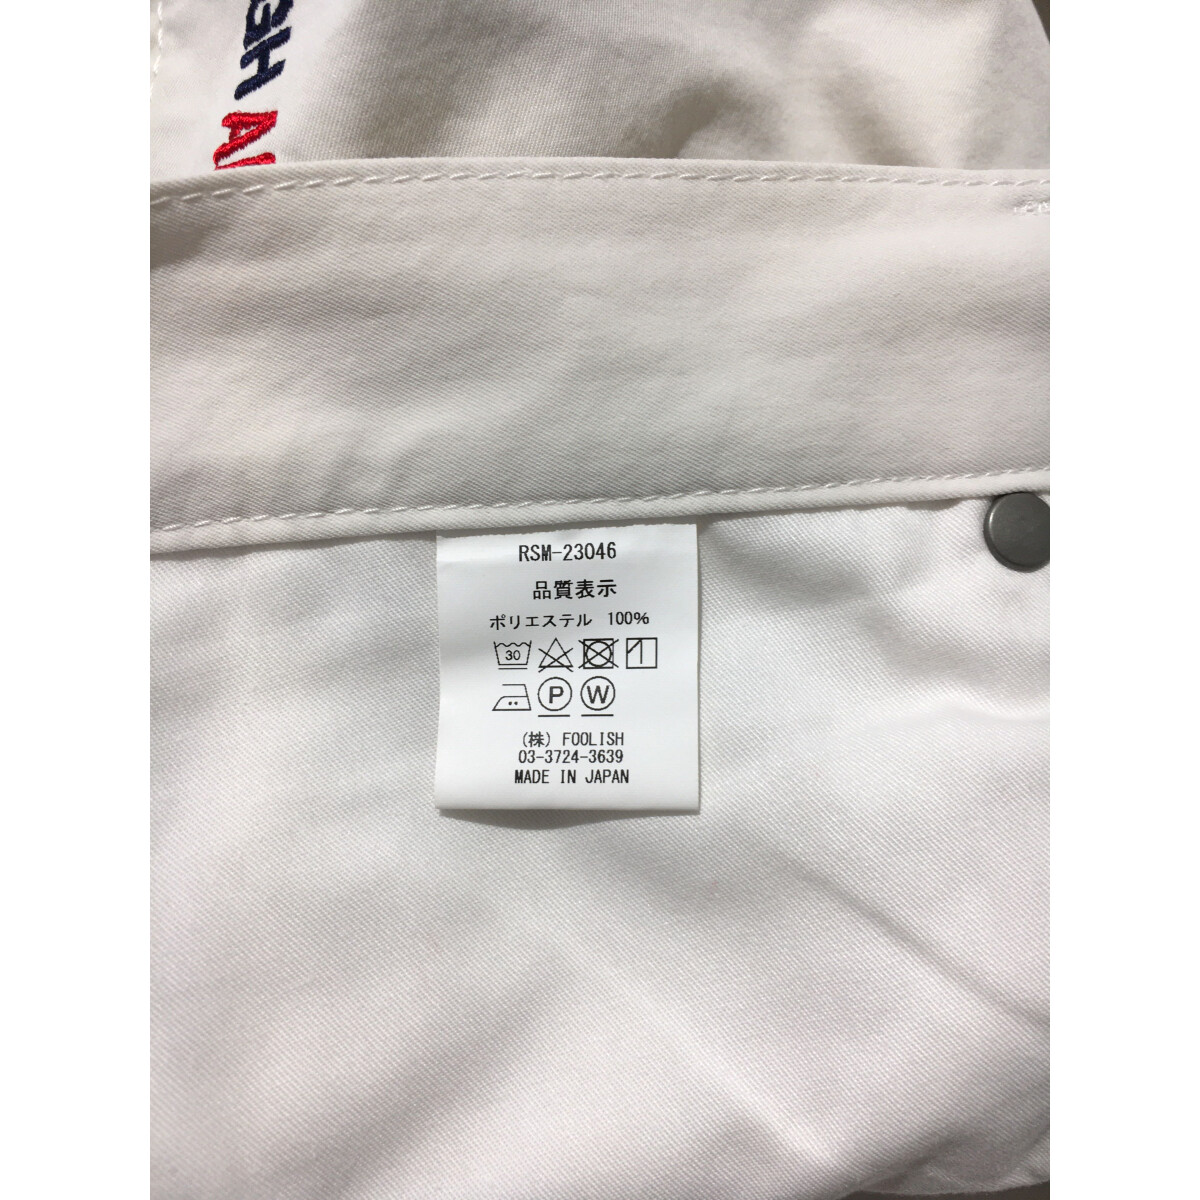 RSM-23046
品質表示
ポリエステル 100%
30
P W
(株) FOOLISH
03-3724-3639
MADE IN JAPAN